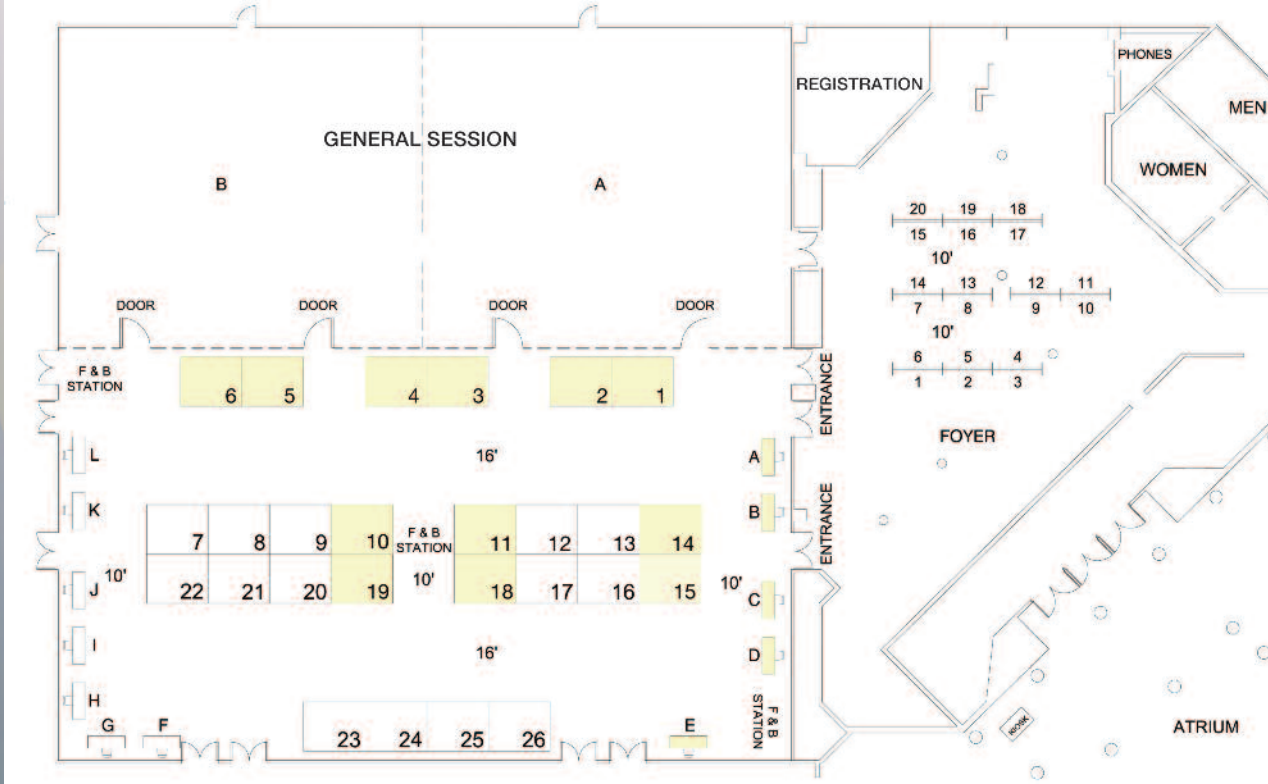 PHONES
REGISTRATION
MEN
GENERAL SESSION
WOMEN
B
A
20 19 18
15 16 17
10'
14 13 12 11
7 8 9 10
10'
DOOR DOOR DOOR DOOR
6 5 4
1 2 3
F & B
STATION
6 5 4 3 2 1
ENTRANCE
FOYER
L
16'
A
K
B
ENTRANCE
7 8 9 10
F & B
STATION
11 12 13 14
10'
J
22 21 20 19
10'
18 17 16 15
10'
C
I
16'
D
H
F & B
STATION
G F
23 24 25 26
E
KIOSK
ATRIUM